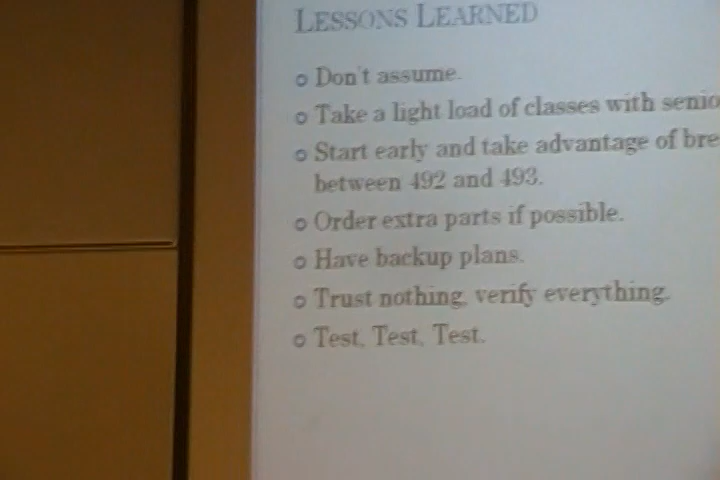 LESSONS LEARNED
Don't assume.
Take a light load of classes with senio
Start early and take advantage of bre
between 492 and 493.
Order extra parts if possible.
Have backup plans.
Trust nothing, verify everything.
Test, Test, Test.